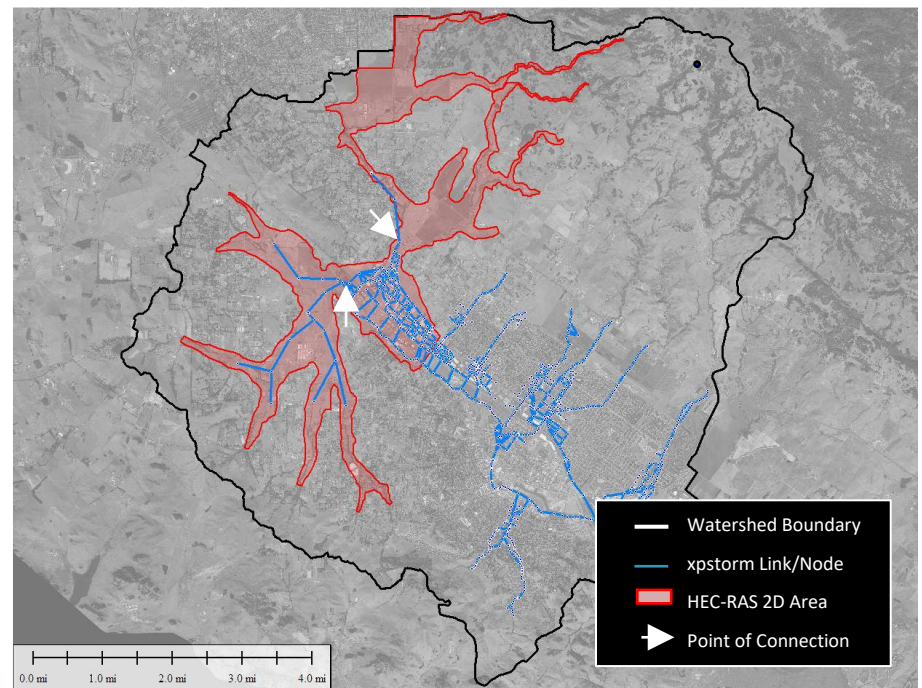 Watershed Boundary
xpstorm Link/Node
HEC-RAS 2D Area
Point of Connection
0.0 mi 1.0 mi 2.0 mi 3.0 mi 4.0 mi